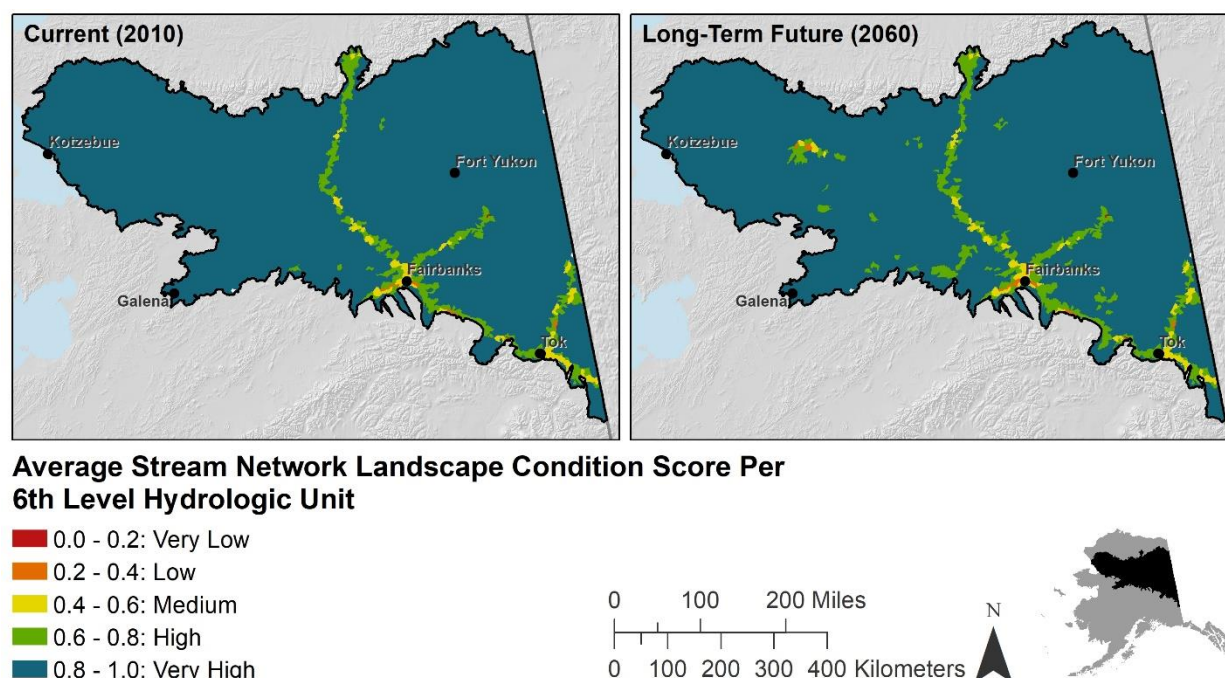 Current (2010)
Kotzebue
Fort Yukon
Fairbanks
Galena
Tok
Long-Term Future (2060)
Kotzebue
Fort Yukon
Fairbanks
Galena
Tok
Average Stream Network Landscape Condition Score Per
6th Level Hydrologic Unit
0.0 - 0.2: Very Low
0.2 - 0.4: Low
0.4 - 0.6: Medium
0.6 - 0.8: High
0.8 - 1.0: Very High
0 100 200 Miles
0 100 200 300 400 Kilometers
N